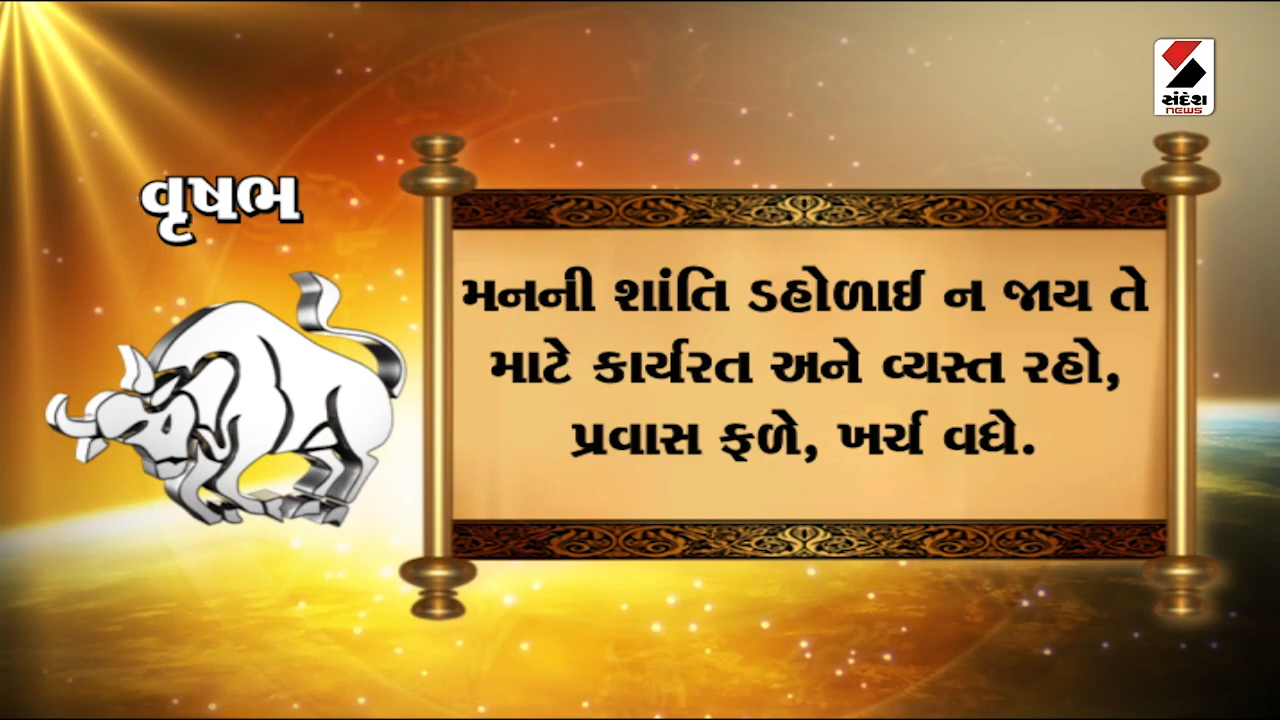 સંદેશ
NEWS
વૃષભ
મનની શાંતિ ડહોળાઈ ન જાય તે
માટે કાર્યરત અને વ્યસ્ત રહો,
પ્રવાસ ફળે, ખર્ચ વધે.